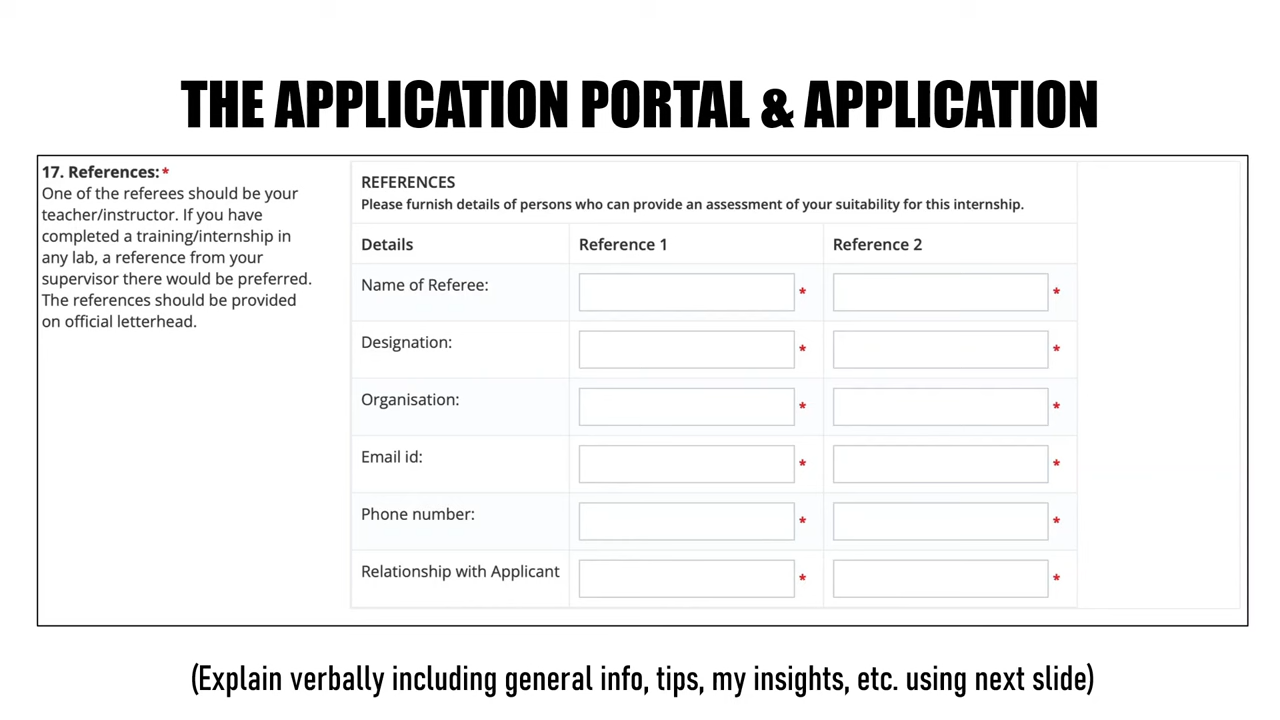 THE APPLICATION PORTAL & APPLICATION
17. References:*
One of the referees should be your
teacher/instructor. If you have
completed a training/internship in
any lab, a reference from your
supervisor there would be preferred.
The references should be provided
on official letterhead.
REFERENCES
Please furnish details of persons who can provide an assessment of your suitability for this internship.
Details Reference 1 Reference 2
Name of Referee: * *
Designation: * *
Organisation: * *
Email id: * *
Phone number: * *
Relationship with Applicant * *
(Explain verbally including general info, tips, my insights, etc. using next slide)